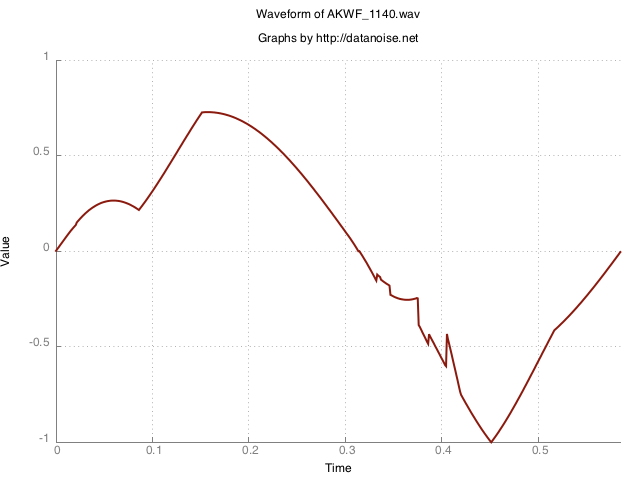 Waveform of AKWF_1140.wav
Graphs by http://datanoise.net
1
0.5
0
-0.5
-1
Value
0 0.1 0.2 0.3 0.4 0.5
Time